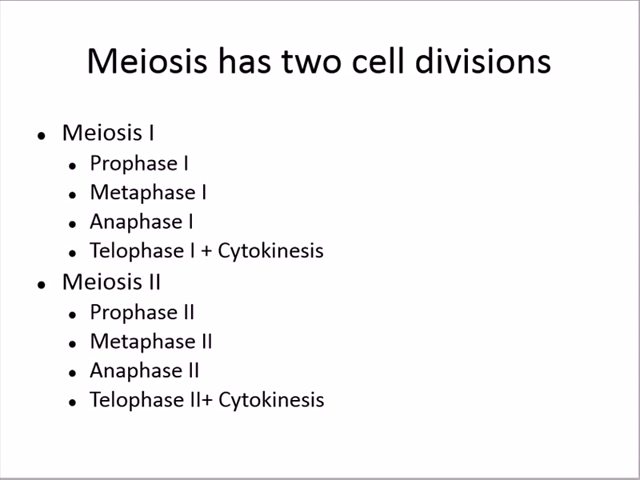 Meiosis has two cell divisions
• Meiosis I
• Prophase I
• Metaphase I
• Anaphase I
• Telophase I + Cytokinesis
• Meiosis II
• Prophase II
• Metaphase II
• Anaphase II
• Telophase II+ Cytokinesis